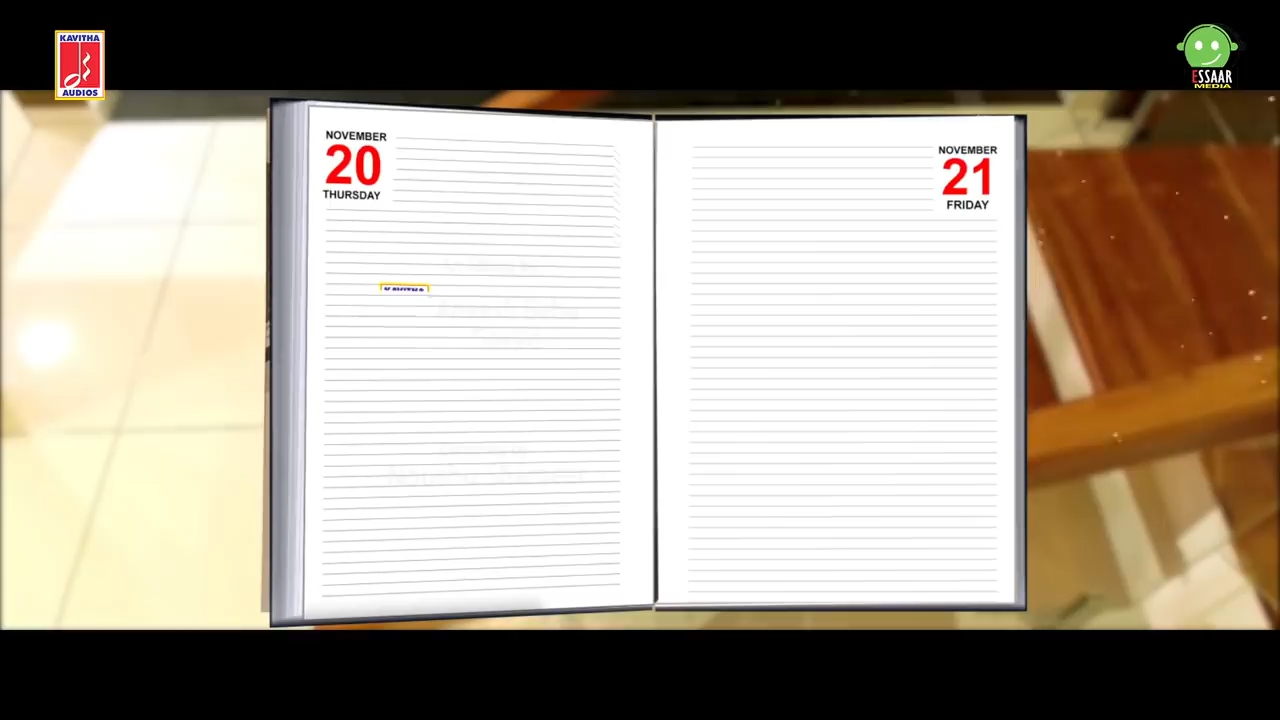 KAVITHA
AUDIOS
ESSAAR
MEDIA
NOVEMBER
20
THURSDAY
NOVEMBER
21
FRIDAY